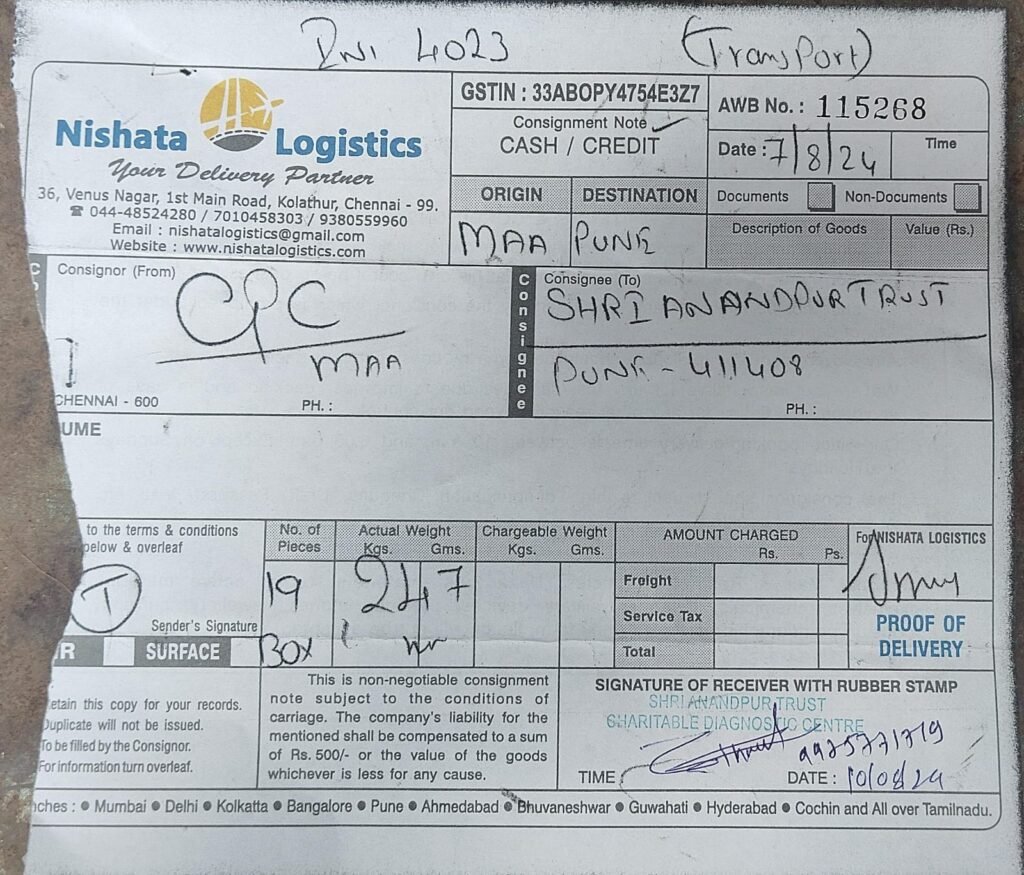 Inv 4023 (Transport)
Nishata Logistics
Your Delivery Partner
36, Venus Nagar, 1st Main Road, Kolathur, Chennai - 99.
☎ 044-48524280 / 7010458303 / 9380559960
Email : nishatalogistics@gmail.com
Website : www.nishatalogistics.com
GSTIN : 33ABOPY4754E3Z7
Consignment Note ✓
CASH / CREDIT
AWB No. : 115268
Date : 7/8/24
Time
ORIGIN DESTINATION
MAA PUNE
Documents Non-Documents
Description of Goods Value (Rs.)
Consignor (From)
CPC
MAA
CHENNAI - 600 PH. :
Consignee
Consignee (To)
SHRI ANANDPUR TRUST
PUNE - 411408
PH. :
UME
to the terms & conditions
below & overleaf
T
Sender's Signature
R SURFACE
No. of
Pieces
19
BOX
Actual Weight
Kgs. Gms.
247
Chargeable Weight
Kgs. Gms.
AMOUNT CHARGED
Rs. Ps.
Freight
Service Tax
Total
For NISHATA LOGISTICS
PROOF OF
DELIVERY
etain this copy for your records.
Duplicate will not be issued.
To be filled by the Consignor.
For information turn overleaf.
This is non-negotiable consignment
note subject to the conditions of
carriage. The company's liability for the
mentioned shall be compensated to a sum
of Rs. 500/- or the value of the goods
whichever is less for any cause.
SIGNATURE OF RECEIVER WITH RUBBER STAMP
SHRI ANANDPUR TRUST
CHARITABLE DIAGNOSTIC CENTRE
9975771719
TIME DATE : 10/08/24
nches : ● Mumbai ● Delhi ● Kolkatta ● Bangalore ● Pune ● Ahmedabad ● Bhuvaneshwar ● Guwahati ● Hyderabad ● Cochin and All over Tamilnadu.